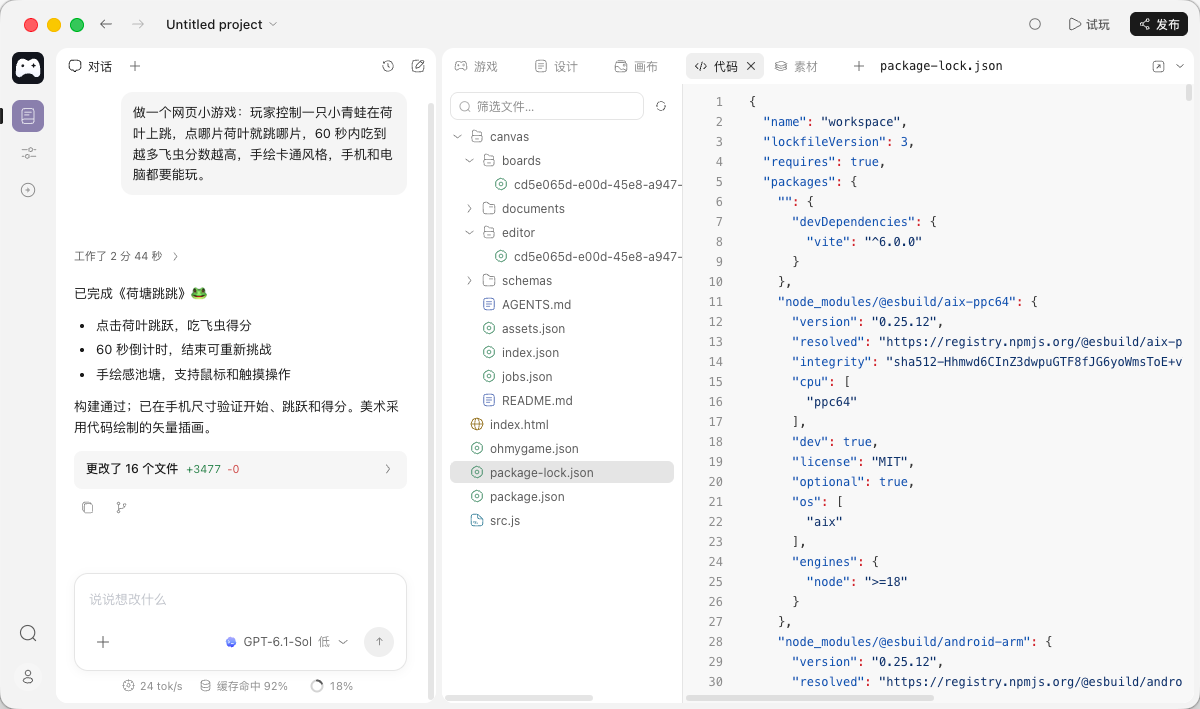 Untitled project
试玩
发布
对话
做一个网页小游戏：玩家控制一只小青蛙在荷
叶上跳，点哪片荷叶就跳哪片，60 秒内吃到
越多飞虫分数越高，手绘卡通风格，手机和电
脑都要能玩。
工作了 2 分 44 秒
已完成《荷塘跳跳》🐸
• 点击荷叶跳跃，吃飞虫得分
• 60 秒倒计时，结束可重新挑战
• 手绘感池塘，支持鼠标和触摸操作
构建通过；已在手机尺寸验证开始、跳跃和得分。美术采
用代码绘制的矢量插画。
更改了 16 个文件 +3477 -0
说说想改什么
GPT-6.1-Sol 低
24 tok/s 缓存命中 92% 18%
游戏 设计 画布 代码 素材 package-lock.json
筛选文件...
canvas
boards
cd5e065d-e00d-45e8-a947-
documents
editor
cd5e065d-e00d-45e8-a947-
schemas
AGENTS.md
assets.json
index.json
jobs.json
README.md
index.html
ohmygame.json
package-lock.json
package.json
src.js
1 {
2 "name": "workspace",
3 "lockfileVersion": 3,
4 "requires": true,
5 "packages": {
6 "": {
7 "devDependencies": {
8 "vite": "^6.0.0"
9 }
10 },
11 "node_modules/@esbuild/aix-ppc64": {
12 "version": "0.25.12",
13 "resolved": "https://registry.npmjs.org/@esbuild/aix-p
14 "integrity": "sha512-Hhmwd6CInZ3dwpuGTF8fJG6yoWmsToE+v
15 "cpu": [
16 "ppc64"
17 ],
18 "dev": true,
19 "license": "MIT",
20 "optional": true,
21 "os": [
22 "aix"
23 ],
24 "engines": {
25 "node": ">=18"
26 }
27 },
28 "node_modules/@esbuild/android-arm": {
29 "version": "0.25.12",
30 "resolved": "https://registry.npmjs.org/@esbuild/andro